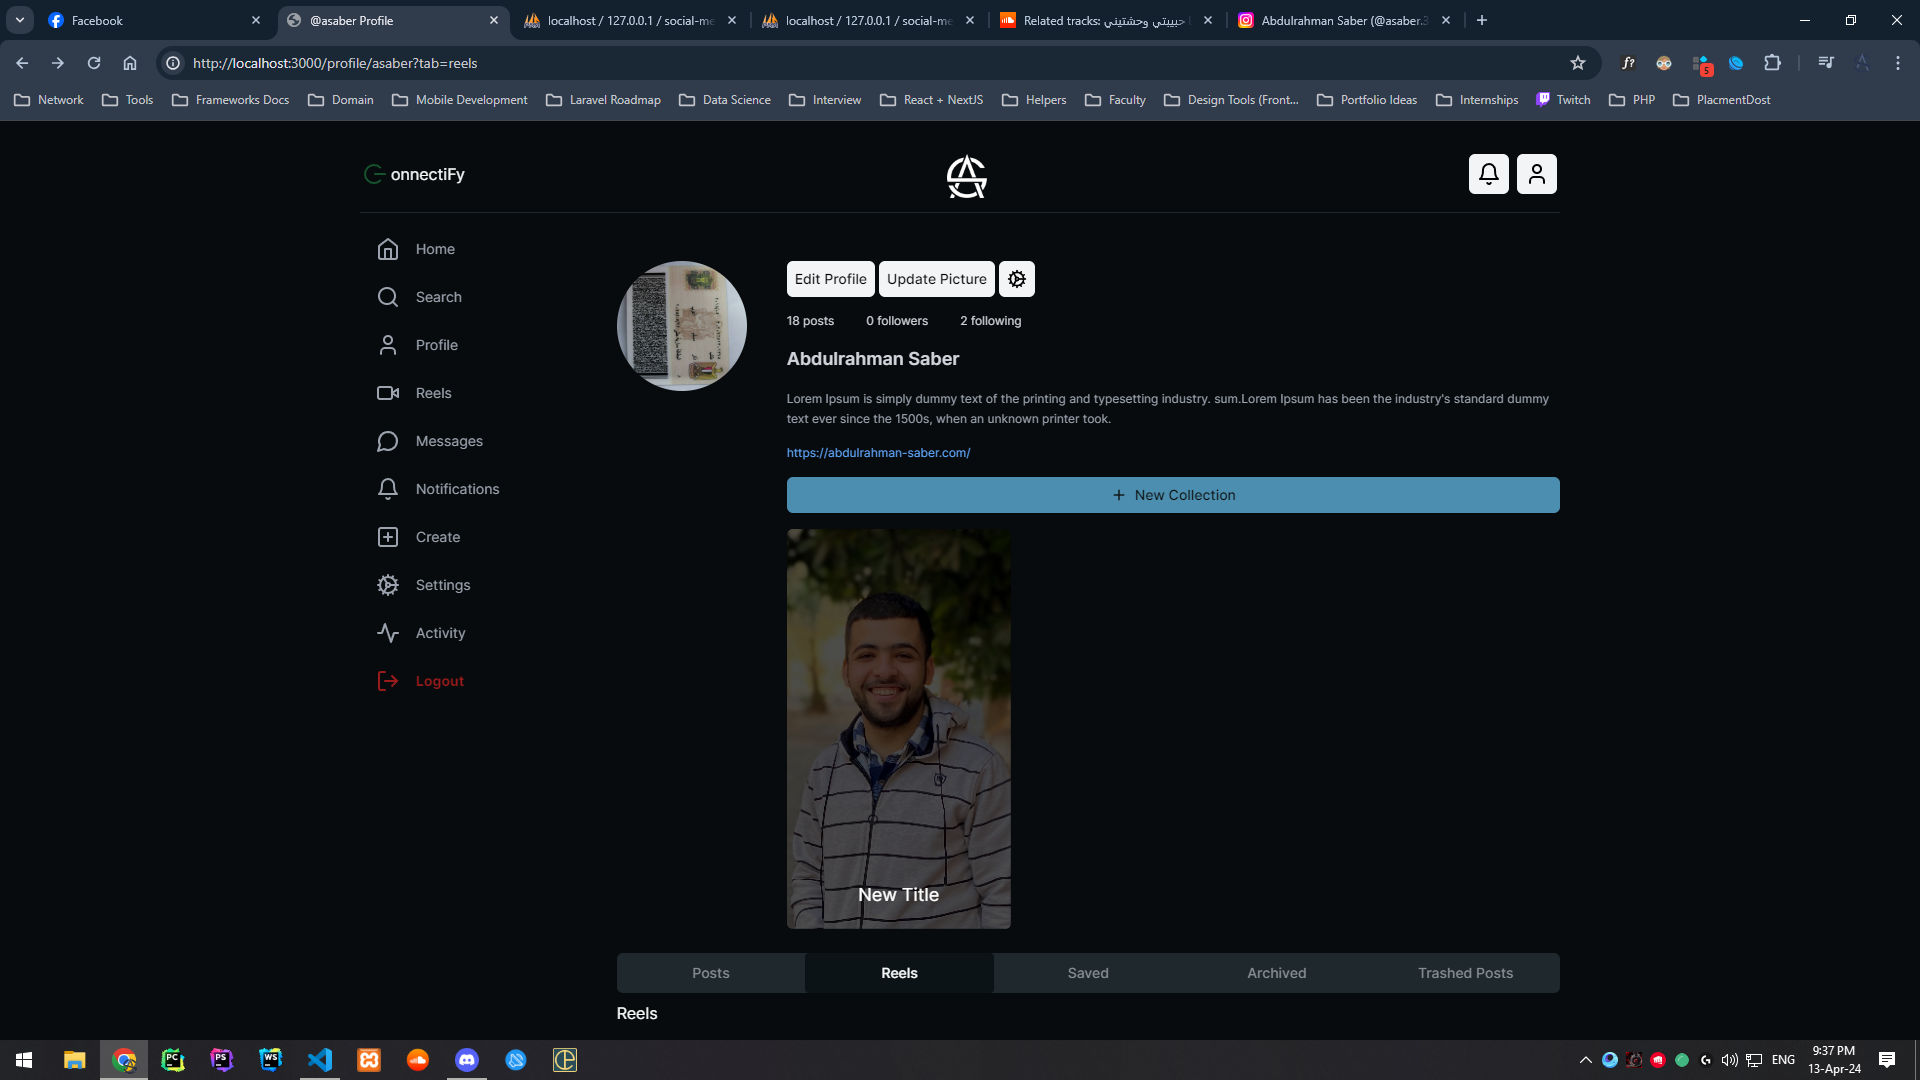 Facebook
@asaber Profile
localhost / 127.0.0.1 / social-me
localhost / 127.0.0.1 / social-me
Related tracks: حبيبتي وحشتيني
Abdulrahman Saber (@asaber.3
http://localhost:3000/profile/asaber?tab=reels
f?
5
Network
Tools
Frameworks Docs
Domain
Mobile Development
Laravel Roadmap
Data Science
Interview
React + NextJS
Helpers
Faculty
Design Tools (Front...
Portfolio Ideas
Internships
Twitch
PHP
PlacmentDost
onnectiFy
Home
Search
Profile
Reels
Messages
Notifications
Create
Settings
Activity
Logout
Edit Profile
Update Picture
18 posts
0 followers
2 following
Abdulrahman Saber
Lorem Ipsum is simply dummy text of the printing and typesetting industry. sum.Lorem Ipsum has been the industry's standard dummy
text ever since the 1500s, when an unknown printer took.
https://abdulrahman-saber.com/
New Collection
New Title
Posts
Reels
Saved
Archived
Trashed Posts
Reels
PC
PS
WS
ENG
9:37 PM
13-Apr-24